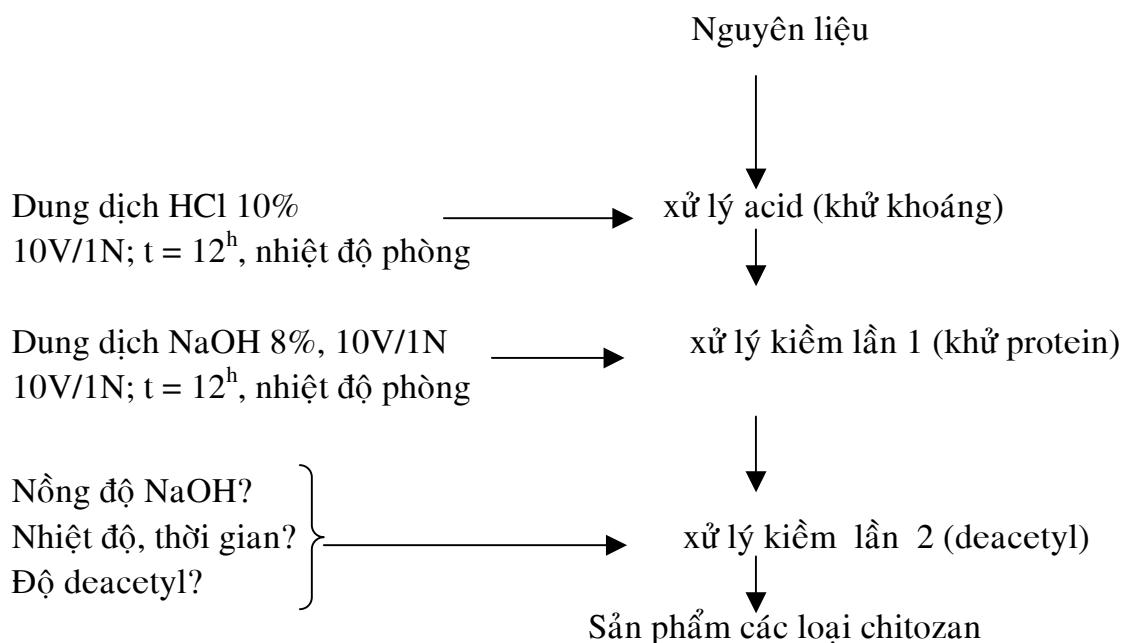 Nguyên liệu
Dung dịch HCl 10%
10V/1N; t = 12h, nhiệt độ phòng
xử lý acid (khử khoáng)
Dung dịch NaOH 8%, 10V/1N
10V/1N; t = 12h, nhiệt độ phòng
xử lý kiềm lần 1 (khử protein)
Nồng độ NaOH?
Nhiệt độ, thời gian?
Độ deacetyl?
xử lý kiềm lần 2 (deacetyl)
Sản phẩm các loại chitozan